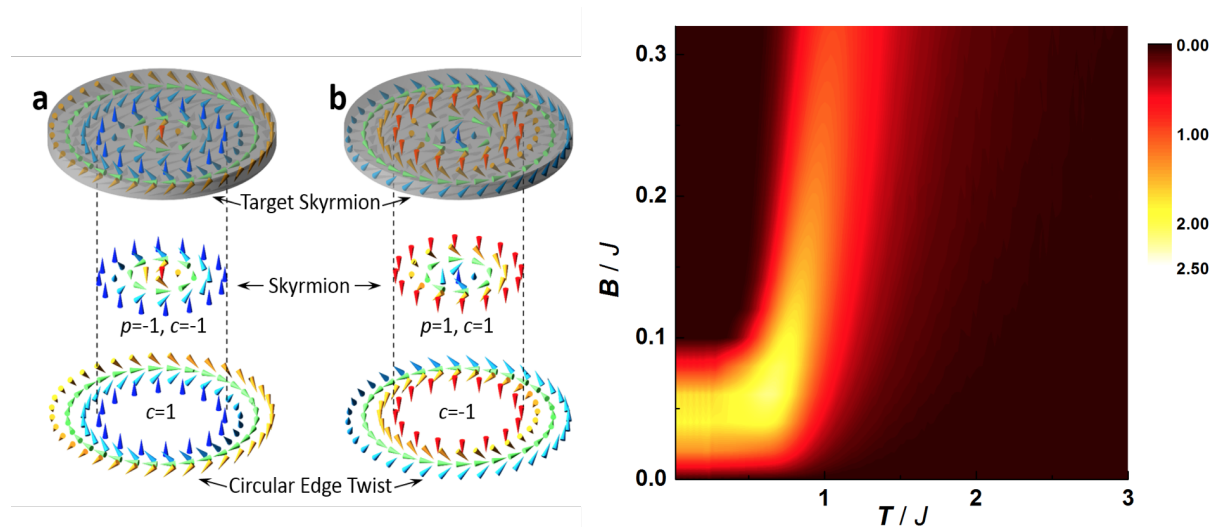 a
b
Target Skyrmion
Skyrmion
p=-1, c=-1
p=1, c=1
c=1
c=-1
Circular Edge Twist
B / J
0.3
0.2
0.1
0.0
1
2
3
T / J
0.00
1.00
2.00
2.50